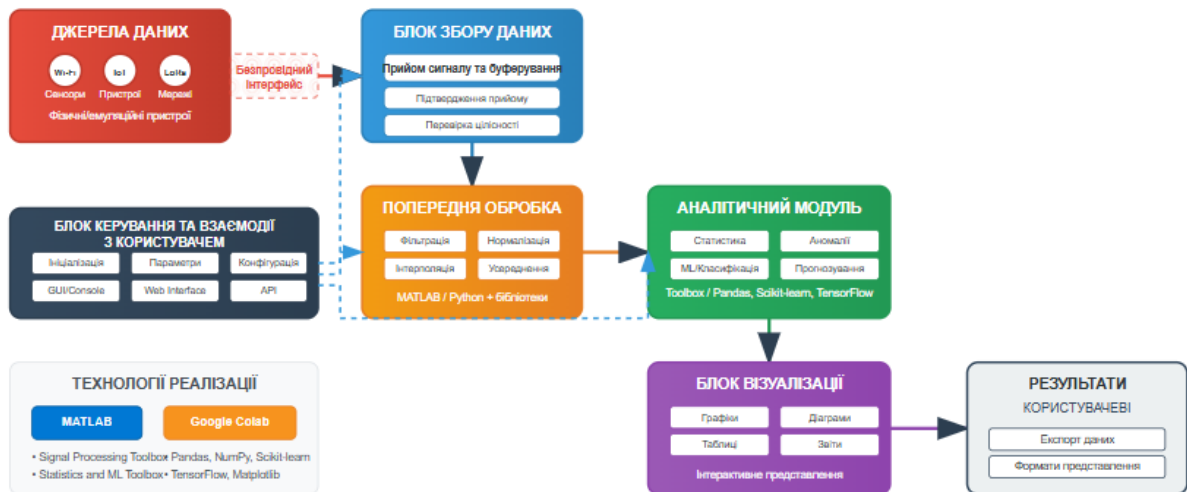 ДЖЕРЕЛА ДАНИХ
Wi-Fi
IoT
LoRa
Сенсори
Пристрої
Мережі
Фізичні/емуляційні пристрої
Безпровідний
інтерфейс
БЛОК ЗБОРУ ДАНИХ
Прийом сигналу та буферування
Підтвердження прийому
Перевірка цілісності
БЛОК КЕРУВАННЯ ТА ВЗАЄМОДІЇ
З КОРИСТУВАЧЕМ
Ініціалізація
Параметри
Конфігурація
GUI/Console
Web Interface
API
ПОПЕРЕДНЯ ОБРОБКА
Фільтрація
Нормалізація
Інтерполяція
Усереднення
MATLAB / Python + бібліотеки
АНАЛІТИЧНИЙ МОДУЛЬ
Статистика
Аномалії
ML/Класифікація
Прогнозування
Toolbox / Pandas, Scikit-learn, TensorFlow
ТЕХНОЛОГІЇ РЕАЛІЗАЦІЇ
MATLAB
Google Colab
• Signal Processing Toolbox
• Pandas, NumPy, Scikit-learn
• Statistics and ML Toolbox
• TensorFlow, Matplotlib
БЛОК ВІЗУАЛІЗАЦІЇ
Графіки
Діаграми
Таблиці
Звіти
Інтерактивне представлення
РЕЗУЛЬТАТИ
КОРИСТУВАЧЕВІ
Експорт даних
Формати представлення